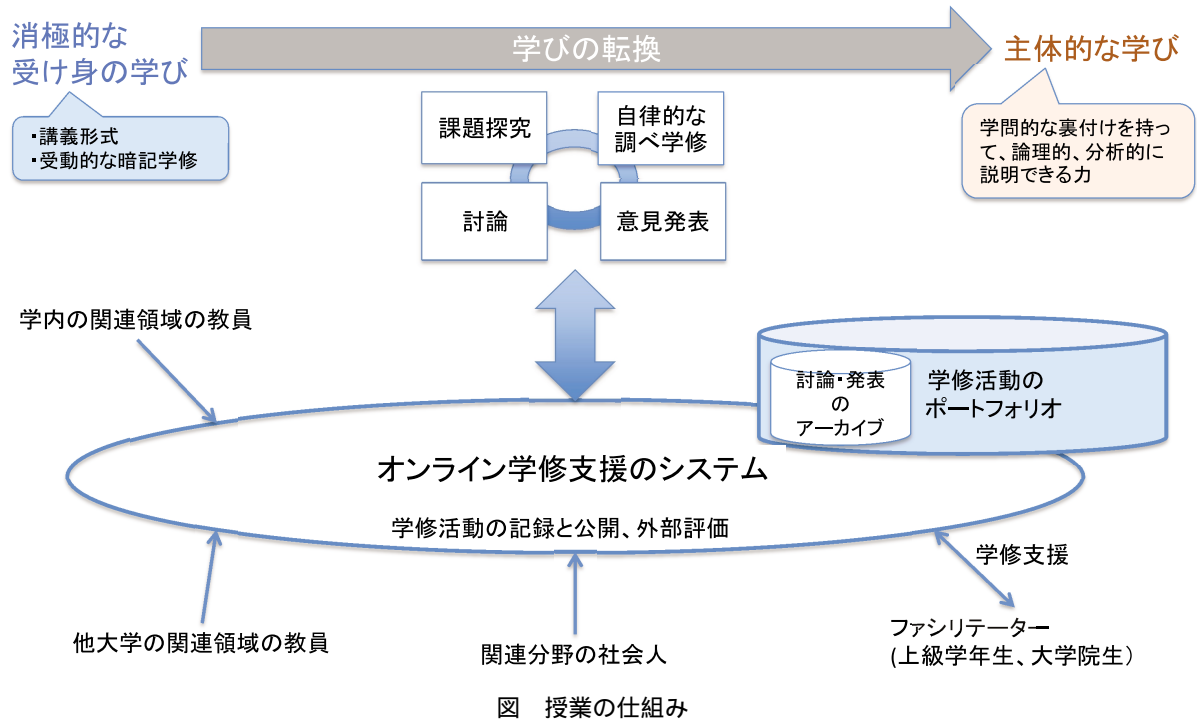 消極的な
受け身の学び
学びの転換
主体的な学び
・講義形式
・受動的な暗記学修
課題探究
自律的な
調べ学修
討論
意見発表
学問的な裏付けを持っ
て、論理的、分析的に
説明できる力
学内の関連領域の教員
討論・発表
の
アーカイブ
学修活動の
ポートフォリオ
オンライン学修支援のシステム
学修活動の記録と公開、外部評価
学修支援
他大学の関連領域の教員
関連分野の社会人
ファシリテーター
(上級学年生、大学院生）
図　授業の仕組み